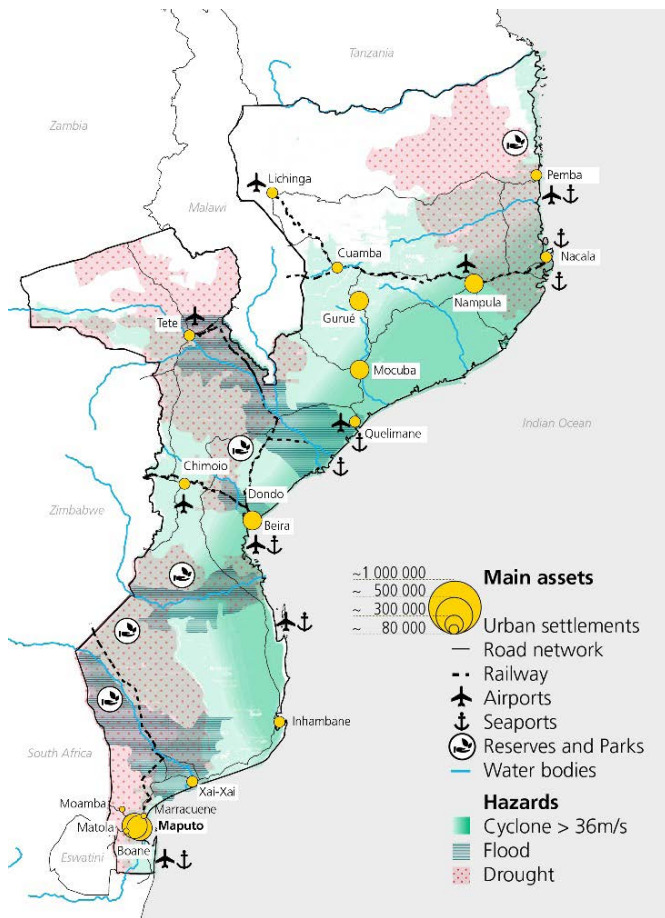 Tanzania
Zambia
Malawi
Lichinga
Pemba
Cuamba
Nacala
Nampula
Gurué
Tete
Mocuba
Quelimane
Indian Ocean
Chimoio
Zimbabwe
Dondo
Beira
Inhambane
South Africa
Xai-Xai
Moamba
Marracuene
Matola
Maputo
Boane
Eswatini
Main assets
~1 000 000
~ 500 000
~ 300 000
~ 80 000
Urban settlements
Road network
Railway
Airports
Seaports
Reserves and Parks
Water bodies
Hazards
Cyclone > 36m/s
Flood
Drought